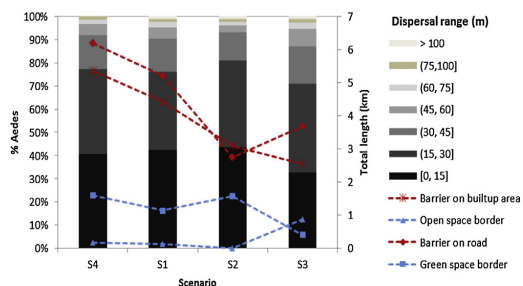 100%
90%
80%
70%
60%
50%
40%
30%
20%
10%
0%
% Aedes
7
6
5
4
3
2
1
0
Total length (km)
S4 S1 S2 S3
Scenario
Dispersal range (m)
> 100
(75,100]
(60, 75]
(45, 60]
(30, 45]
(15, 30]
[0, 15]
Barrier on builtup area
Open space border
Barrier on road
Green space border